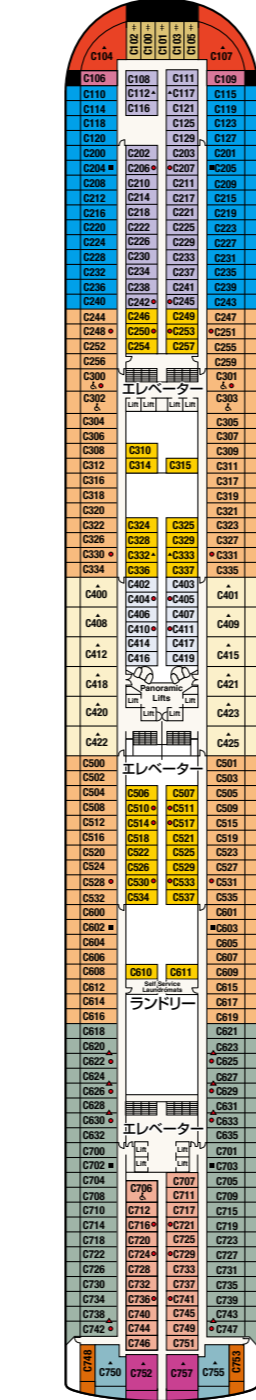 C104 C102 C100 C101 C103 C105 C107
C106 C108 C111 C109
C110 C112 C117 C115
C114 C116 C121 C119
C118 C125 C123
C120 C129 C127
C200 C202 C203 C201
C204 C206 C207 C205
C208 C210 C211 C209
C212 C214 C217 C215
C216 C218 C221 C219
C220 C222 C225 C223
C224 C226 C229 C227
C228 C230 C233 C231
C232 C234 C237 C235
C236 C238 C241 C239
C240 C242 C245 C243
C244 C246 C249 C247
C248 C250 C253 C251
C252 C254 C257 C255
C256 C259
C300 C301
エレベーター
C302 Lift Lift Lift Lift C303
C304 C305
C306 C307
C308 C310 C309
C312 C314 C315 C311
C316 C317
C318 C319
C320 C321
C322 C324 C325 C323
C326 C328 C329 C327
C330 C332 C333 C331
C334 C336 C337 C335
C400 C402 C403 C401
C404 C405
C408 C406 C407 C409
C410 C411
C412 C414 C417 C415
C416 C419
C418 Panoramic C421
Lifts
Lift Lift
C420 Lift Lift C423
C422 C425
C500 エレベーター C501
C502 C503
C504 C506 C507 C505
C508 C510 C511 C509
C512 C514 C517 C515
C516 C518 C521 C519
C520 C522 C525 C523
C524 C526 C529 C527
C528 C530 C533 C531
C532 C534 C537 C535
C600 C601
C602 C603
C604 C605
C606 C607
C608 C610 C611 C609
C612 Self Service C615
Laundromats
C614 ランドリー C617
C616 C619
C618 C621
C620 C623
C622 C625
C624 C627
C626 C629
C628 C631
C630 C633
C632 エレベーター C635
C700 Lift Lift C701
C702 Lift Lift C703
C704 C706 C707 C705
C708 C711 C709
C710 C712 C717 C715
C714 C716 C721 C719
C718 C720 C725 C723
C722 C724 C729 C727
C726 C728 C733 C731
C730 C732 C737 C735
C734 C736 C741 C739
C738 C740 C745 C743
C742 C744 C749 C747
C746 C751
C748 C750 C752 C757 C755 C753